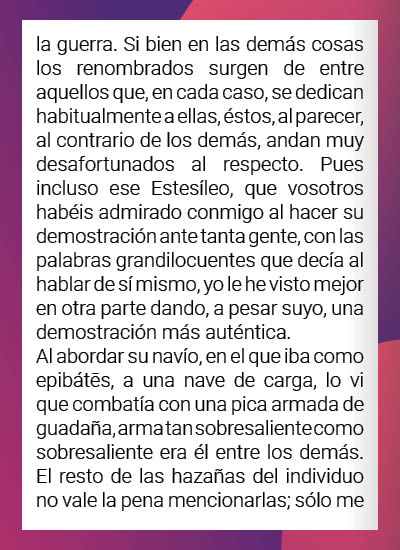 la guerra. Si bien en las demás cosas
los renombrados surgen de entre
aquellos que, en cada caso, se dedican
habitualmente a ellas, éstos, al parecer,
al contrario de los demás, andan muy
desafortunados al respecto. Pues
incluso ese Estesíleo, que vosotros
habéis admirado conmigo al hacer su
demostración ante tanta gente, con las
palabras grandilocuentes que decía al
hablar de sí mismo, yo le he visto mejor
en otra parte dando, a pesar suyo, una
demostración más auténtica.
Al abordar su navío, en el que iba como
epibátēs, a una nave de carga, lo vi
que combatía con una pica armada de
guadaña, arma tan sobresaliente como
sobresaliente era él entre los demás.
El resto de las hazañas del individuo
no vale la pena mencionarlas; sólo me